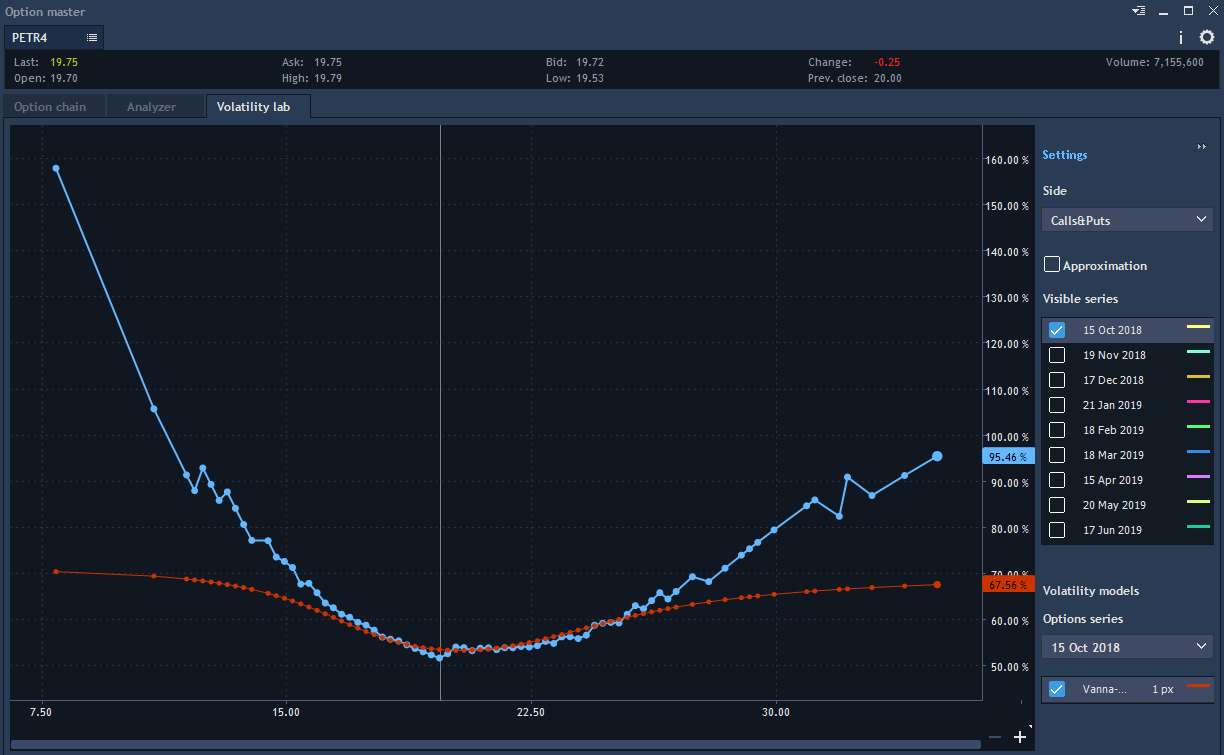 Option master
PETR4
Last: 19.75 Ask: 19.75 Bid: 19.72 Change: -0.25 Volume: 7,155,600
Open: 19.70 High: 19.79 Low: 19.53 Prev. close: 20.00
Option chain Analyzer Volatility lab
160.00 %
150.00 %
140.00 %
130.00 %
120.00 %
110.00 %
100.00 %
95.46 %
90.00 %
80.00 %
70.00 %
67.56 %
60.00 %
50.00 %
7.50 15.00 22.50 30.00
Settings
Side
Calls&Puts
Approximation
Visible series
15 Oct 2018
19 Nov 2018
17 Dec 2018
21 Jan 2019
18 Feb 2019
18 Mar 2019
15 Apr 2019
20 May 2019
17 Jun 2019
Volatility models
Options series
15 Oct 2018
Vanna-... 1 px